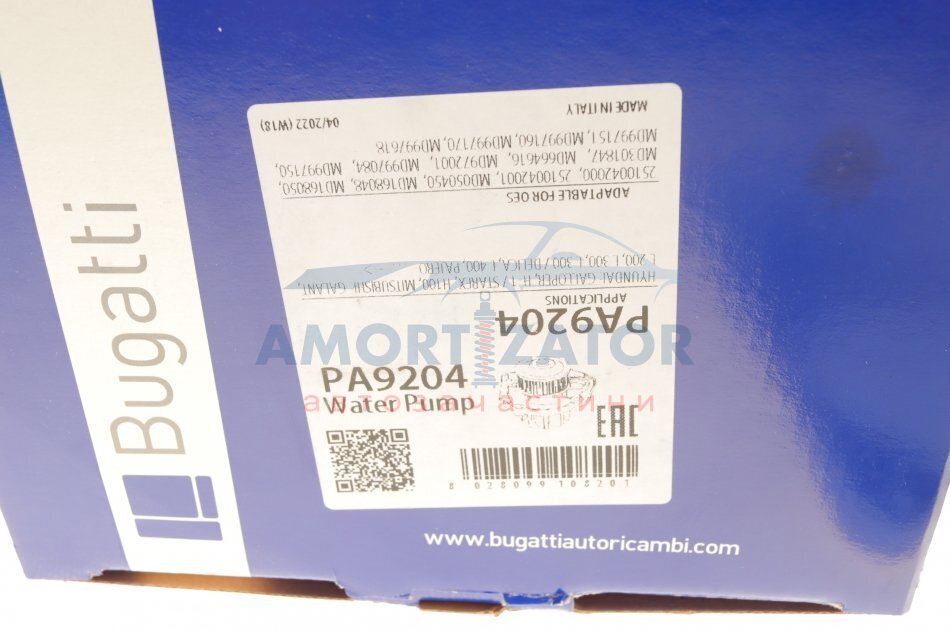 Bugatti
PA9204
Water Pump
EAC
8 028099 108201
www.bugattiautoricambi.com
PA9204
APPLICATIONS
HYUNDAI GALLOPER, H-1 / STAREX, H100, MITSUBISHI GALANT,
L 200, L 300, L 300 / DELICA, L 400, PAJERO
ADAPTABLE FOR OES
2510042000, 2510042001, MD050450, MD168048, MD168050,
MD301847, MD664616, MD972001, MD997084, MD997150,
MD997151, MD997160, MD997170, MD997618
MADE IN ITALY
04/2022 (W18)
AMORTIZATOR
автозапчастини